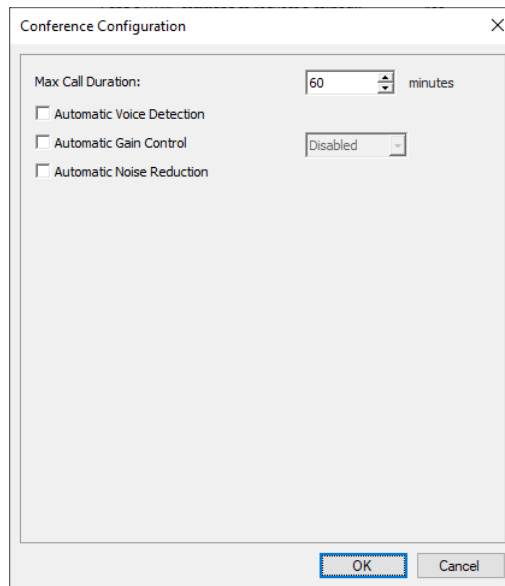 Conference Configuration
Max Call Duration: 60 minutes
Automatic Voice Detection
Automatic Gain Control Disabled
Automatic Noise Reduction
OK Cancel